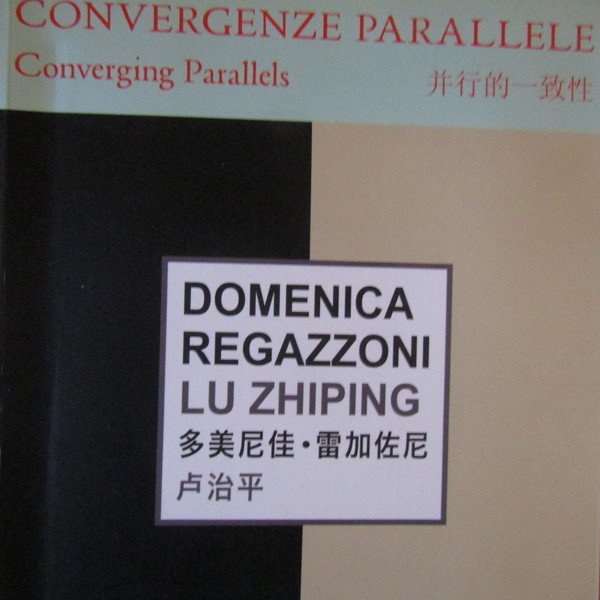 CONVERGENZE PARALLELE
Converging Parallels
并行的一致性
DOMENICA
REGAZZONI
LU ZHIPING
多美尼佳·雷加佐尼
卢治平